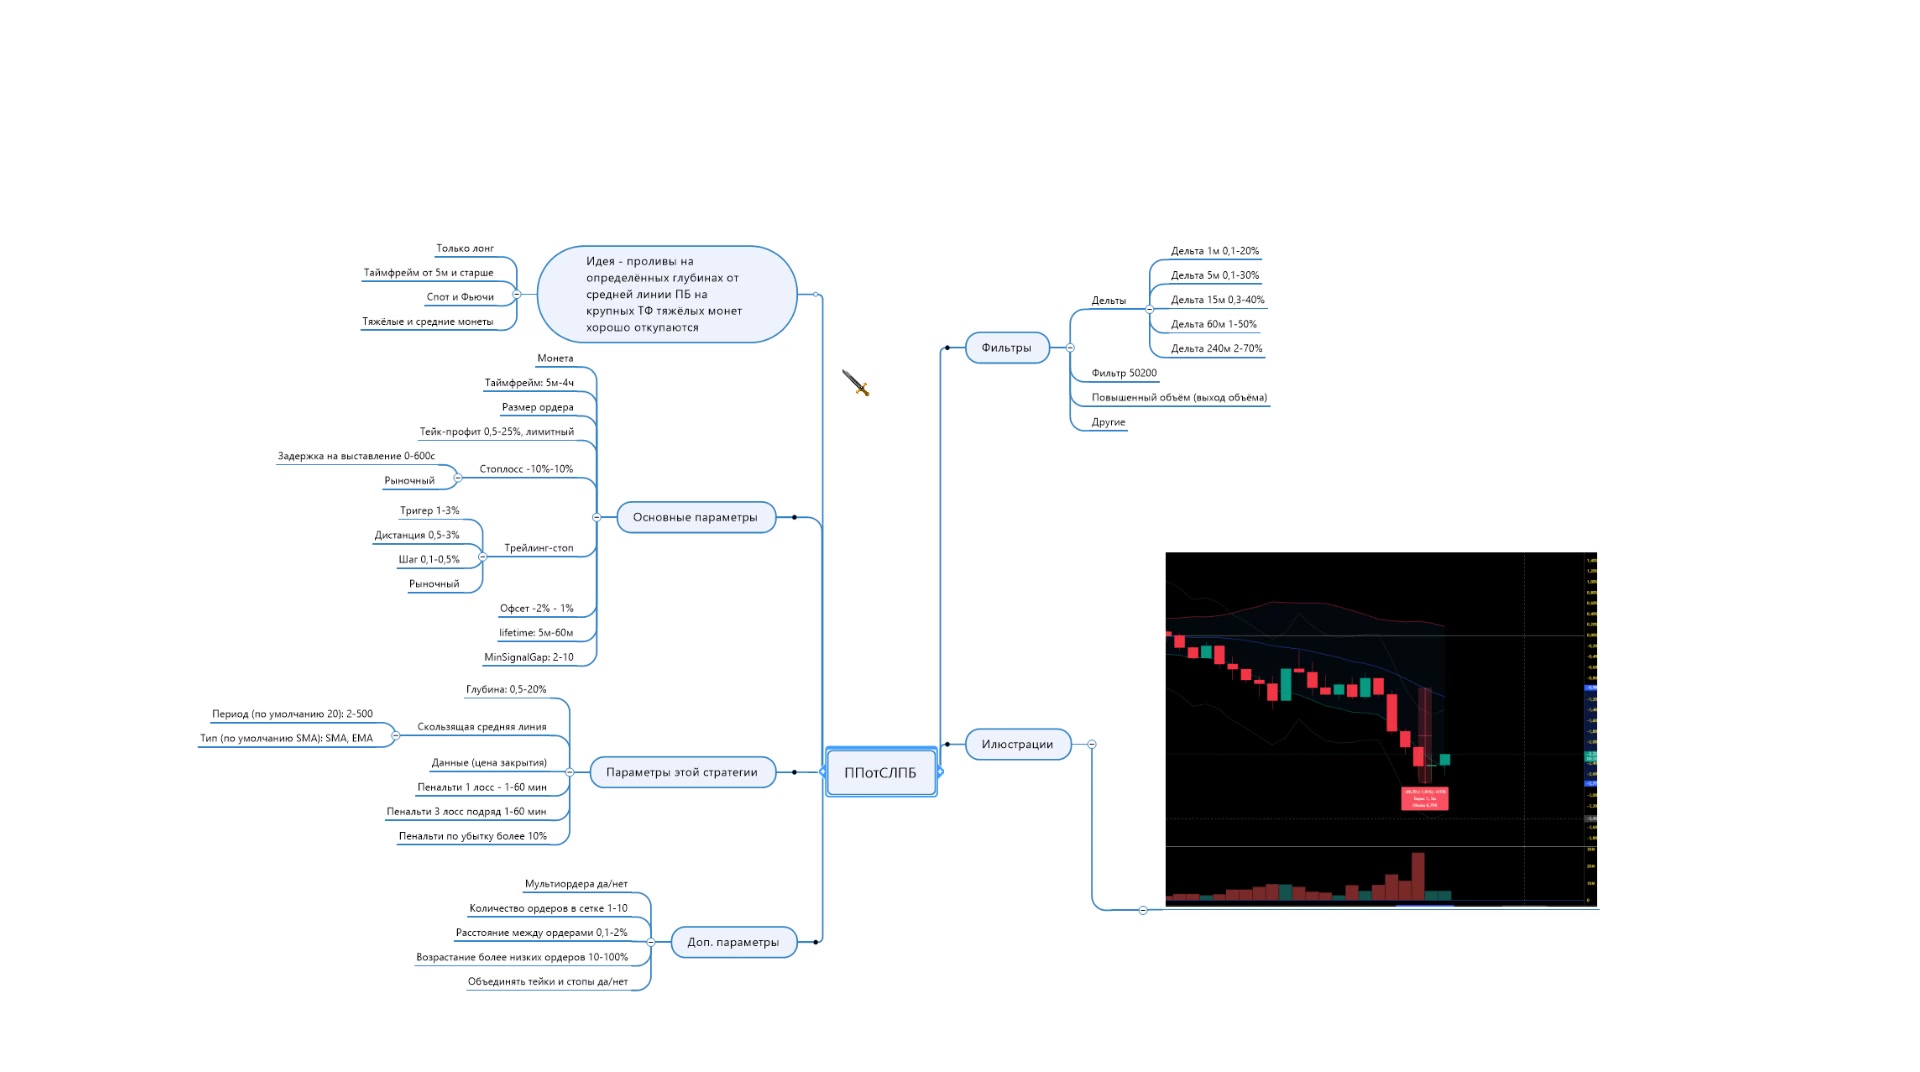 Только лонг
Таймфрейм от 5м и старше
Спот и Фьючи
Тяжёлые и средние монеты
Идея - проливы на
определённых глубинах от
средней линии ПБ на
крупных ТФ тяжёлых монет
хорошо откупаются
Монета
Таймфрейм: 5м-4ч
Размер ордера
Тейк-профит 0,5-25%, лимитный
Задержка на выставление 0-600с
Рыночный
Стоплосс -10%-10%
Тригер 1-3%
Дистанция 0,5-3%
Шаг 0,1-0,5%
Рыночный
Трейлинг-стоп
Офсет -2% - 1%
lifetime: 5м-60м
MinSignalGap: 2-10
Основные параметры
Глубина: 0,5-20%
Период (по умолчанию 20): 2-500
Тип (по умолчанию SMA): SMA, EMA
Скользящая средняя линия
Данные (цена закрытия)
Пенальти 1 лосс - 1-60 мин
Пенальти 3 лосс подряд 1-60 мин
Пенальти по убытку более 10%
Параметры этой стратегии
Мультиордера да/нет
Количество ордеров в сетке 1-10
Расстояние между ордерами 0,1-2%
Возрастание более низких ордеров 10-100%
Объединять тейки и стопы да/нет
Доп. параметры
ППотСЛПБ
Фильтры
Дельты
Дельта 1м 0,1-20%
Дельта 5м 0,1-30%
Дельта 15м 0,3-40%
Дельта 60м 1-50%
Дельта 240м 2-70%
Фильтр 50200
Повышенный объём (выход объёма)
Другие
Илюстрации